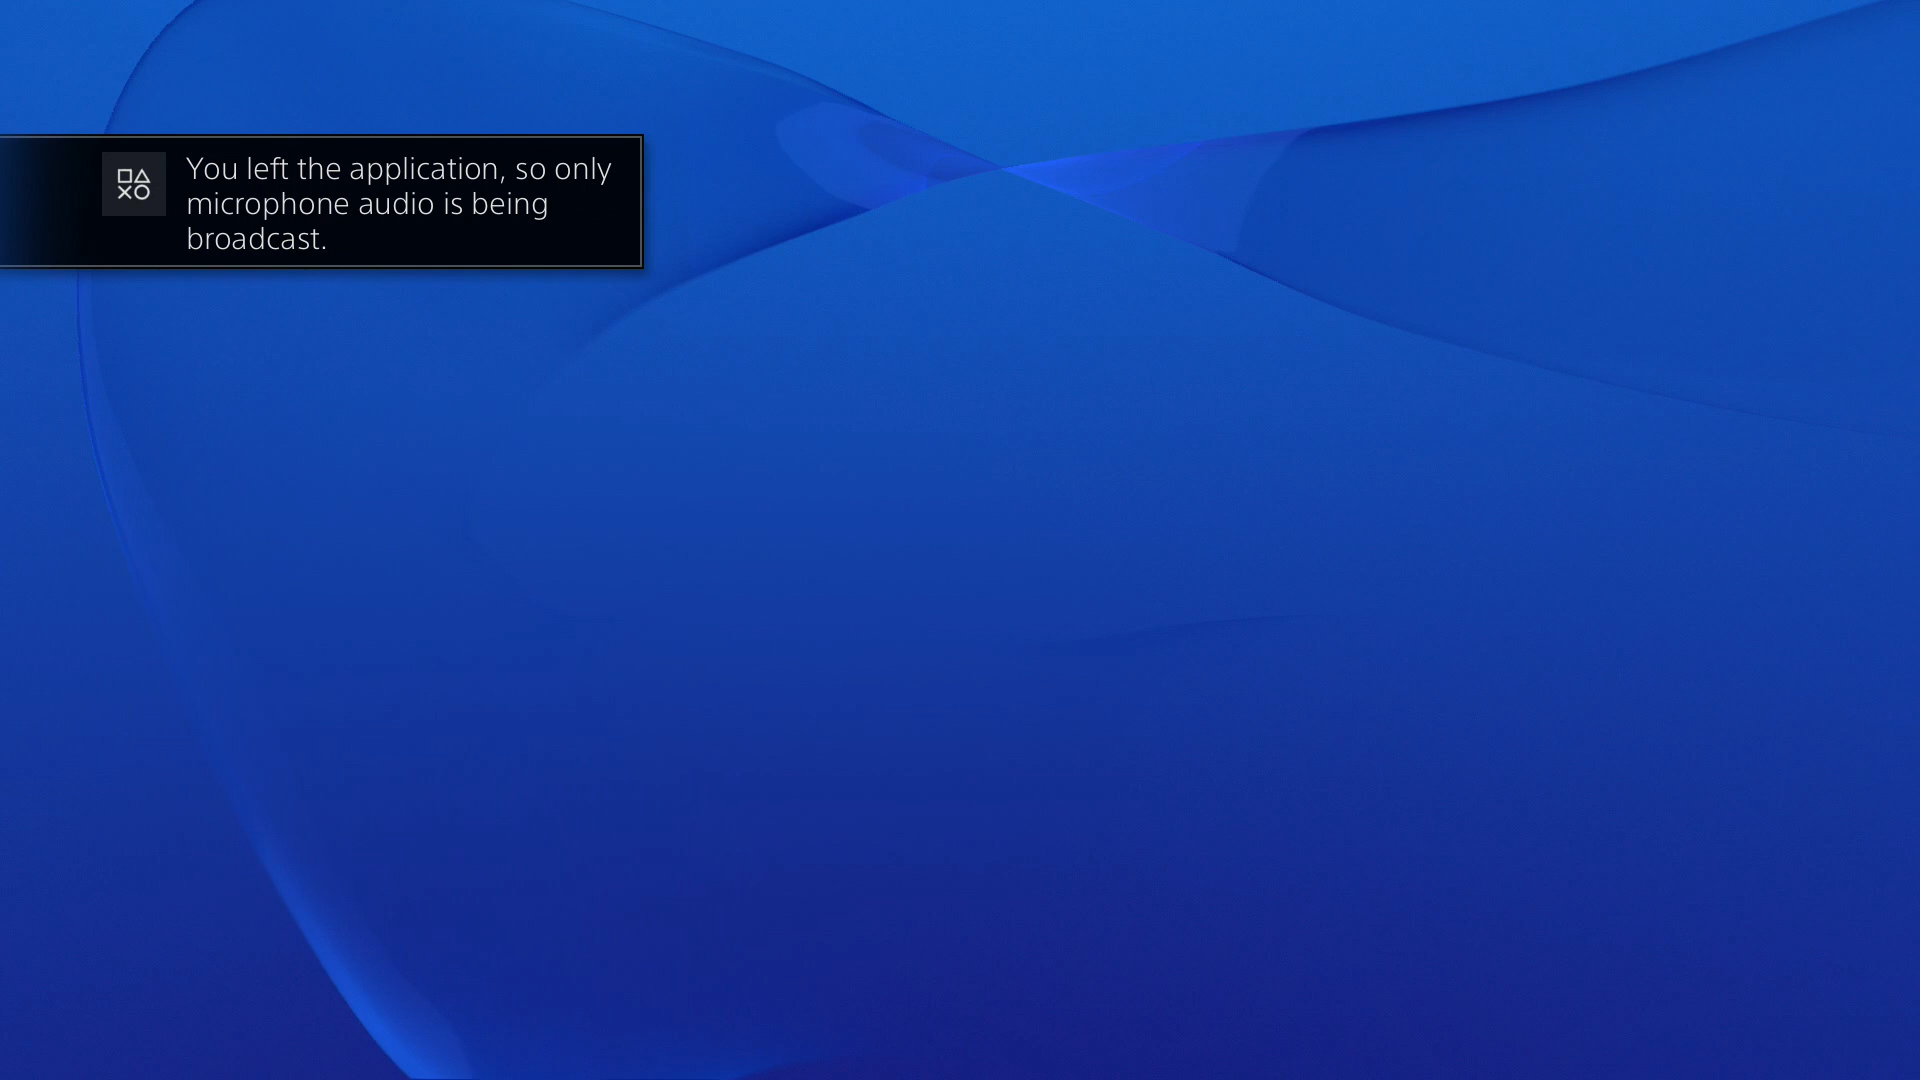 You left the application, so only
microphone audio is being
broadcast.